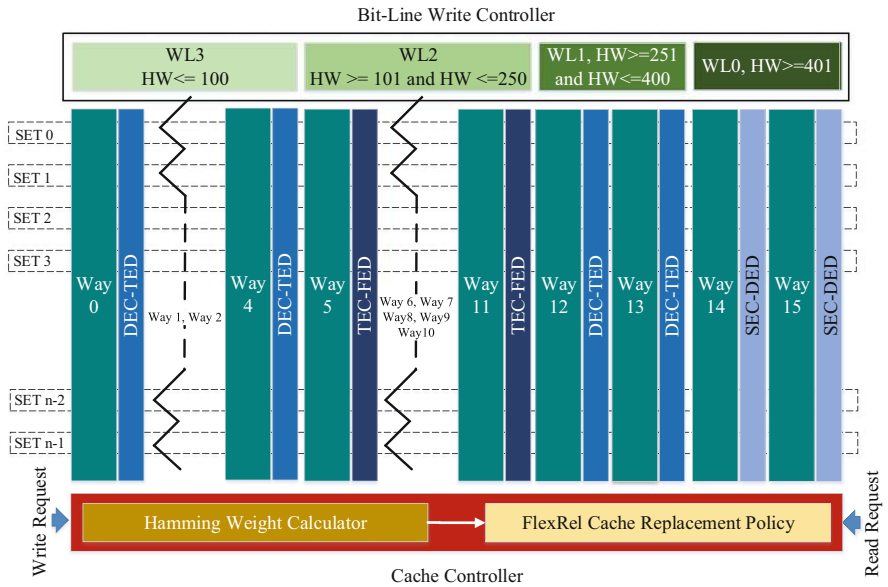 Bit-Line Write Controller
WL3
HW<= 100
WL2
HW >= 101 and HW <=250
WL1, HW>=251
and HW<=400
WL0, HW>=401
SET 0
SET 1
SET 2
SET 3
SET n-2
SET n-1
Way
0
DEC-TED
Way 1, Way 2
Way
4
DEC-TED
Way
5
TEC-FED
Way 6, Way 7
Way8, Way9
Way10
Way
11
TEC-FED
Way
12
DEC-TED
Way
13
DEC-TED
Way
14
SEC-DED
Way
15
SEC-DED
Write Request
Hamming Weight Calculator
FlexRel Cache Replacement Policy
Read Request
Cache Controller